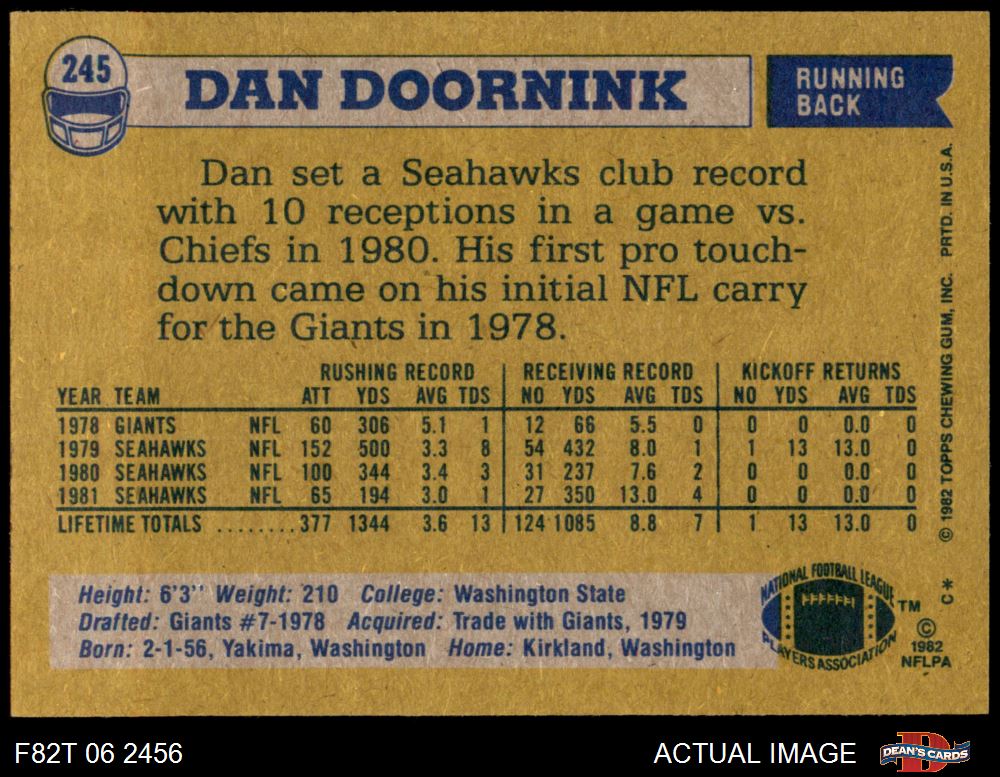 245
DAN DOORNINK
RUNNING
BACK
Dan set a Seahawks club record
with 10 receptions in a game vs.
Chiefs in 1980. His first pro touch-
down came on his initial NFL carry
for the Giants in 1978.
RUSHING RECORD RECEIVING RECORD KICKOFF RETURNS
YEAR TEAM ATT YDS AVG TDS NO YDS AVG TDS NO YDS AVG TDS
1978 GIANTS NFL 60 306 5.1 1 12 66 5.5 0 0 0 0.0 0
1979 SEAHAWKS NFL 152 500 3.3 8 54 432 8.0 1 1 13 13.0 0
1980 SEAHAWKS NFL 100 344 3.4 3 31 237 7.6 2 0 0 0.0 0
1981 SEAHAWKS NFL 65 194 3.0 1 27 350 13.0 4 0 0 0.0 0
LIFETIME TOTALS ........ 377 1344 3.6 13 124 1085 8.8 7 1 13 13.0 0
Height: 6'3" Weight: 210 College: Washington State
Drafted: Giants #7-1978 Acquired: Trade with Giants, 1979
Born: 2-1-56, Yakima, Washington Home: Kirkland, Washington
NATIONAL FOOTBALL LEAGUE
PLAYERS ASSOCIATION
TM
©
1982
NFLPA
© 1982 TOPPS CHEWING GUM, INC. PRTD. IN U.S.A.
C *
F82T 06 2456
ACTUAL IMAGE
D
DEAN'S CARDS